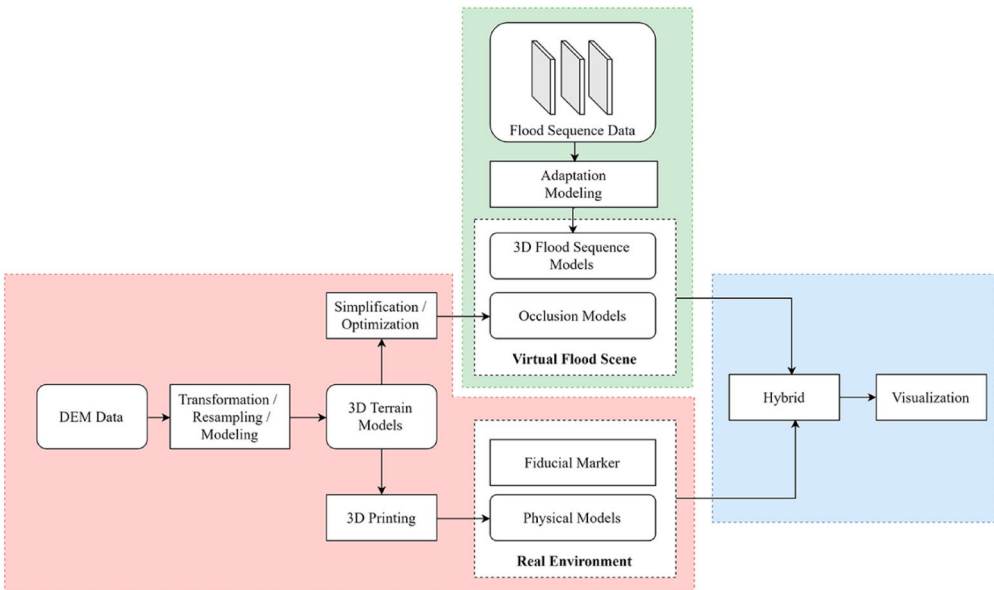 Flood Sequence Data
Adaptation
Modeling
3D Flood Sequence
Models
Occlusion Models
Virtual Flood Scene
Simplification /
Optimization
DEM Data
Transformation /
Resampling /
Modeling
3D Terrain
Models
3D Printing
Fiducial Marker
Physical Models
Real Environment
Hybrid
Visualization